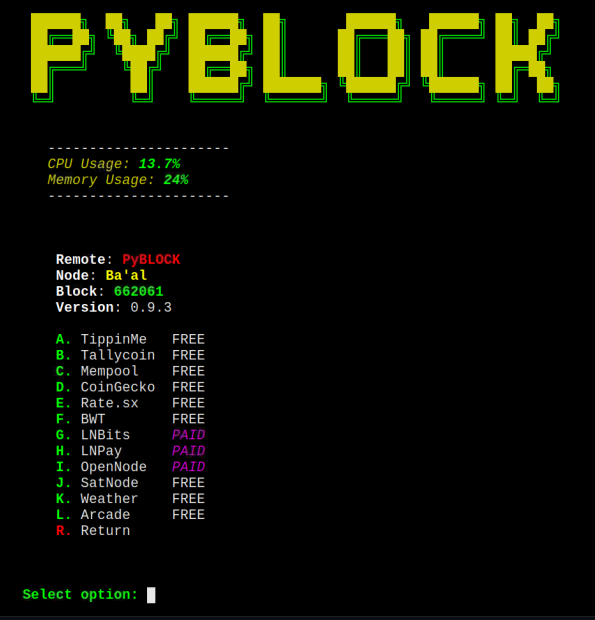 PYBLOCK
----------------------
CPU Usage: 13.7%
Memory Usage: 24%
----------------------
Remote: PyBLOCK
Node: Ba'al
Block: 662061
Version: 0.9.3
A. TippinMe FREE
B. Tallycoin FREE
C. Mempool FREE
D. CoinGecko FREE
E. Rate.sx FREE
F. BWT FREE
G. LNBits PAID
H. LNPay PAID
I. OpenNode PAID
J. SatNode FREE
K. Weather FREE
L. Arcade FREE
R. Return
Select option: